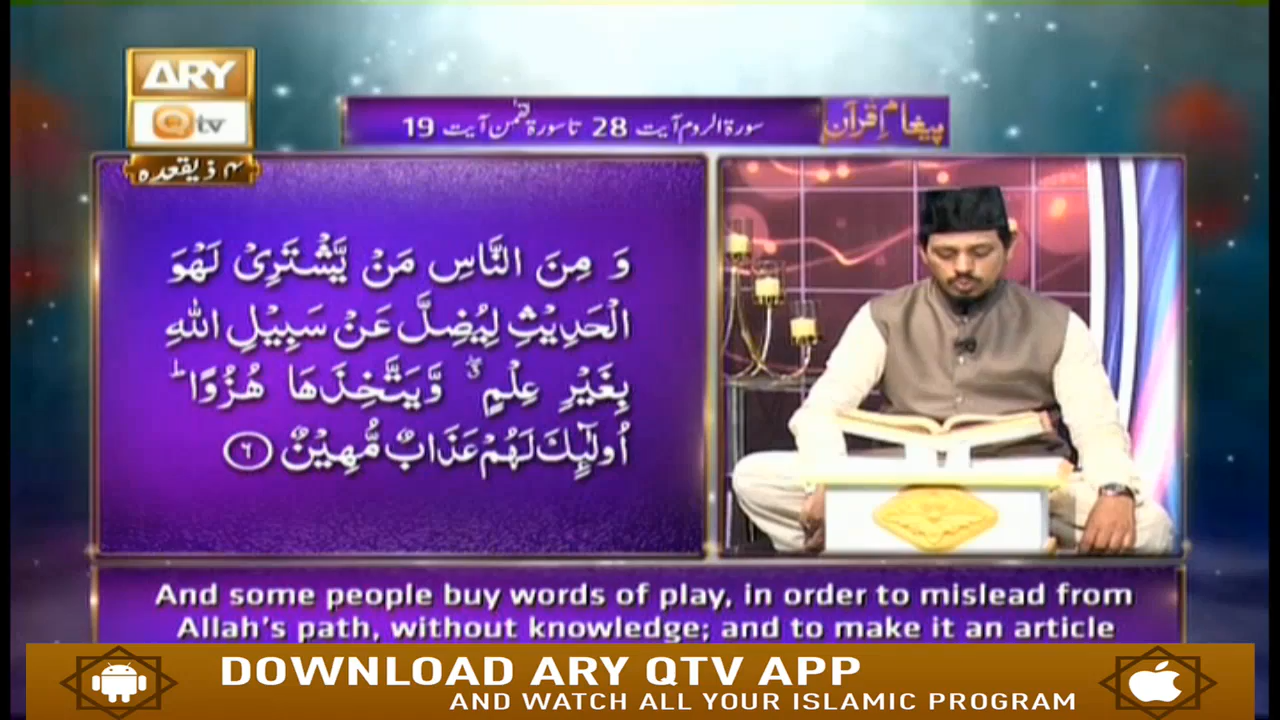 ARY
Qtv
۴ ذیقعدہ
پیغامِ قرآن
سورۃ الروم آیت 28 تا سورۃ لقمٰن آیت 19
وَ مِنَ النَّاسِ مَنْ یَّشْتَرِیْ لَهْوَ
الْحَدِیْثِ لِیُضِلَّ عَنْ سَبِیْلِ اللّٰهِ
بِغَیْرِ عِلْمٍ ۖۗ وَّیَتَّخِذَهَا هُزُوًا ؕ
اُولٰٓىِٕكَ لَهُمْ عَذَابٌ مُّهِیْنٌ ۶
And some people buy words of play, in order to mislead from
Allah's path, without knowledge; and to make it an article
DOWNLOAD ARY QTV APP
AND WATCH ALL YOUR ISLAMIC PROGRAM